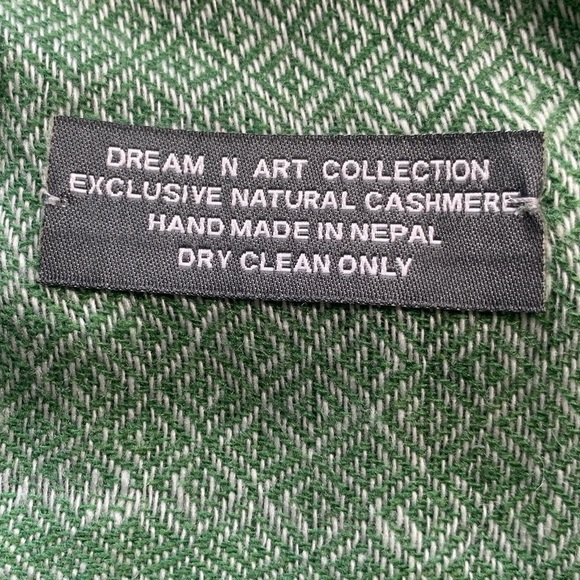 DREAM N ART COLLECTION
EXCLUSIVE NATURAL CASHMERE
HAND MADE IN NEPAL
DRY CLEAN ONLY